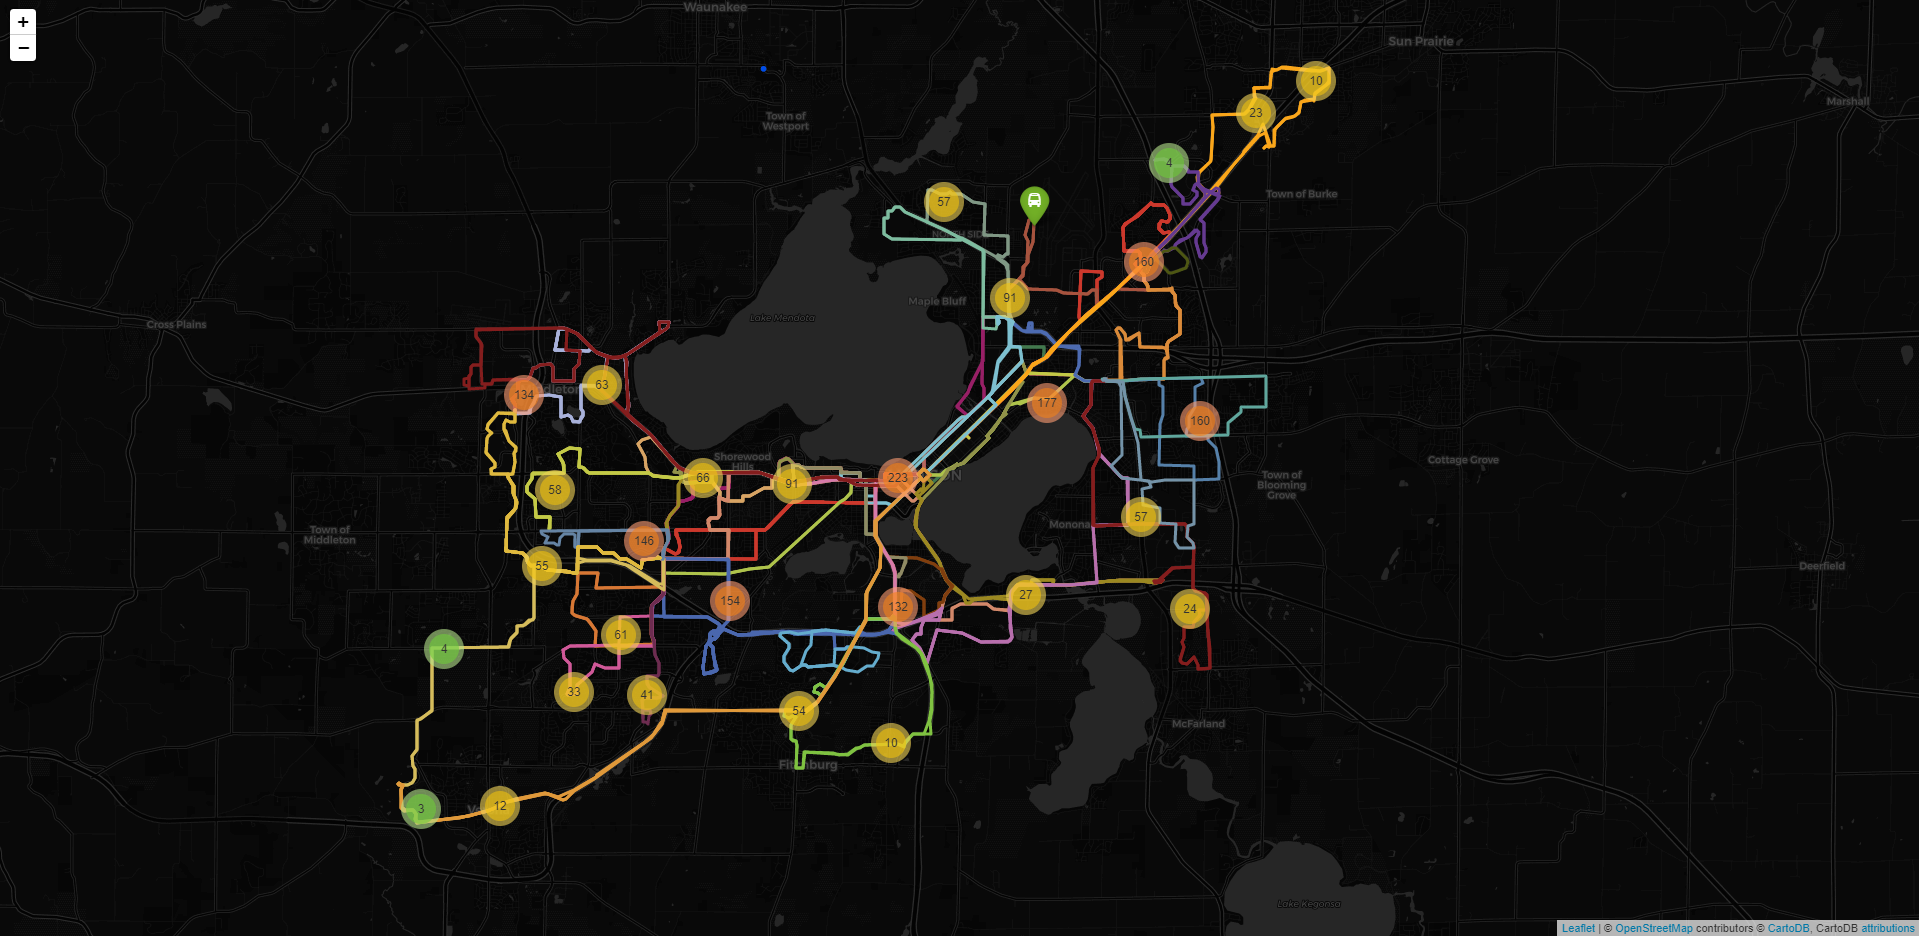 Waunakee
+
−
Sun Prairie
10
Marshall
23
Town of
Westport
4
Town of Burke
57
NORTH SIDE
160
91
Maple Bluff
Lake Mendota
Cross Plains
63
134
177
160
Shorewood
Hills
66
91
223
Cottage Grove
Town of
Blooming
Grove
58
57
Monona
Town of
Middleton
146
55
Deerfield
27
154
132
24
61
4
33
41
54
McFarland
10
Fitchburg
12
3
Lake Kegonsa
Leaflet | © OpenStreetMap contributors © CartoDB, CartoDB attributions